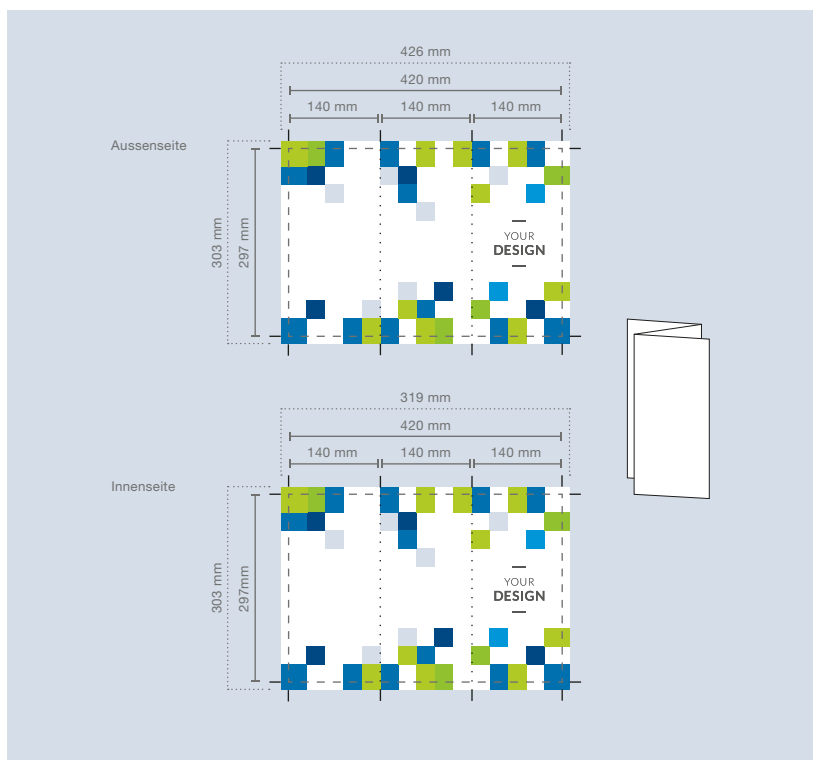 426 mm
420 mm
140 mm 140 mm 140 mm
Aussenseite
303 mm
297 mm
YOUR
DESIGN
319 mm
420 mm
140 mm 140 mm 140 mm
Innenseite
303 mm
297mm
YOUR
DESIGN